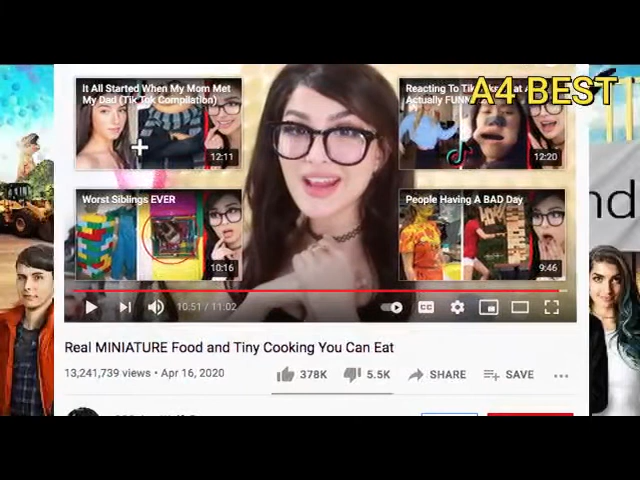 It All Started When My Mom Met
My Dad (Tik Tok Compilation)
12:11
A4 BEST
12:20
Worst Siblings EVER
10:16
People Having A BAD Day
9:46
10:51 / 11:02
CC
Real MINIATURE Food and Tiny Cooking You Can Eat
13,241,739 views • Apr 16, 2020
378K
5.5K
SHARE
SAVE
Reacting To
Actually
nd